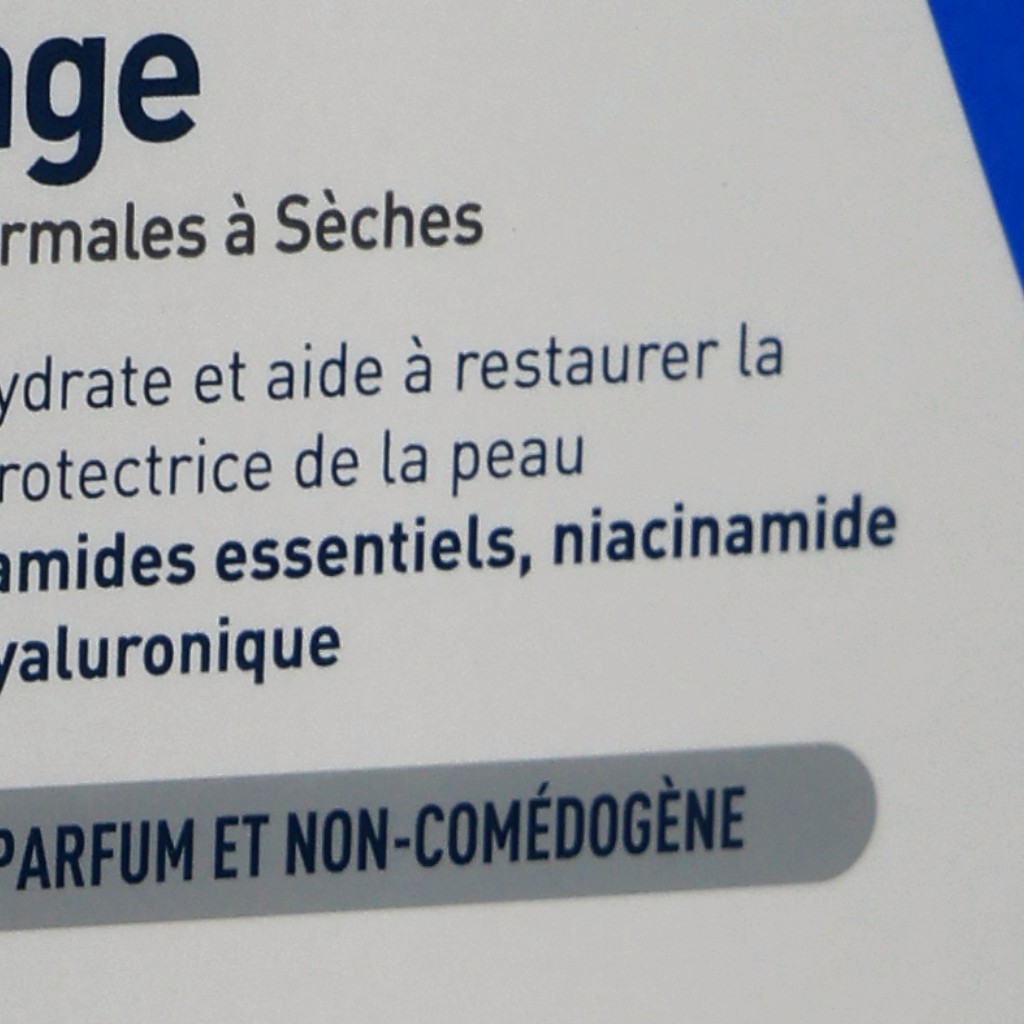 age
rmales à Sèches
ydrate et aide à restaurer la
rotectrice de la peau
amides essentiels, niacinamide
yaluronique
PARFUM ET NON-COMÉDOGÈNE